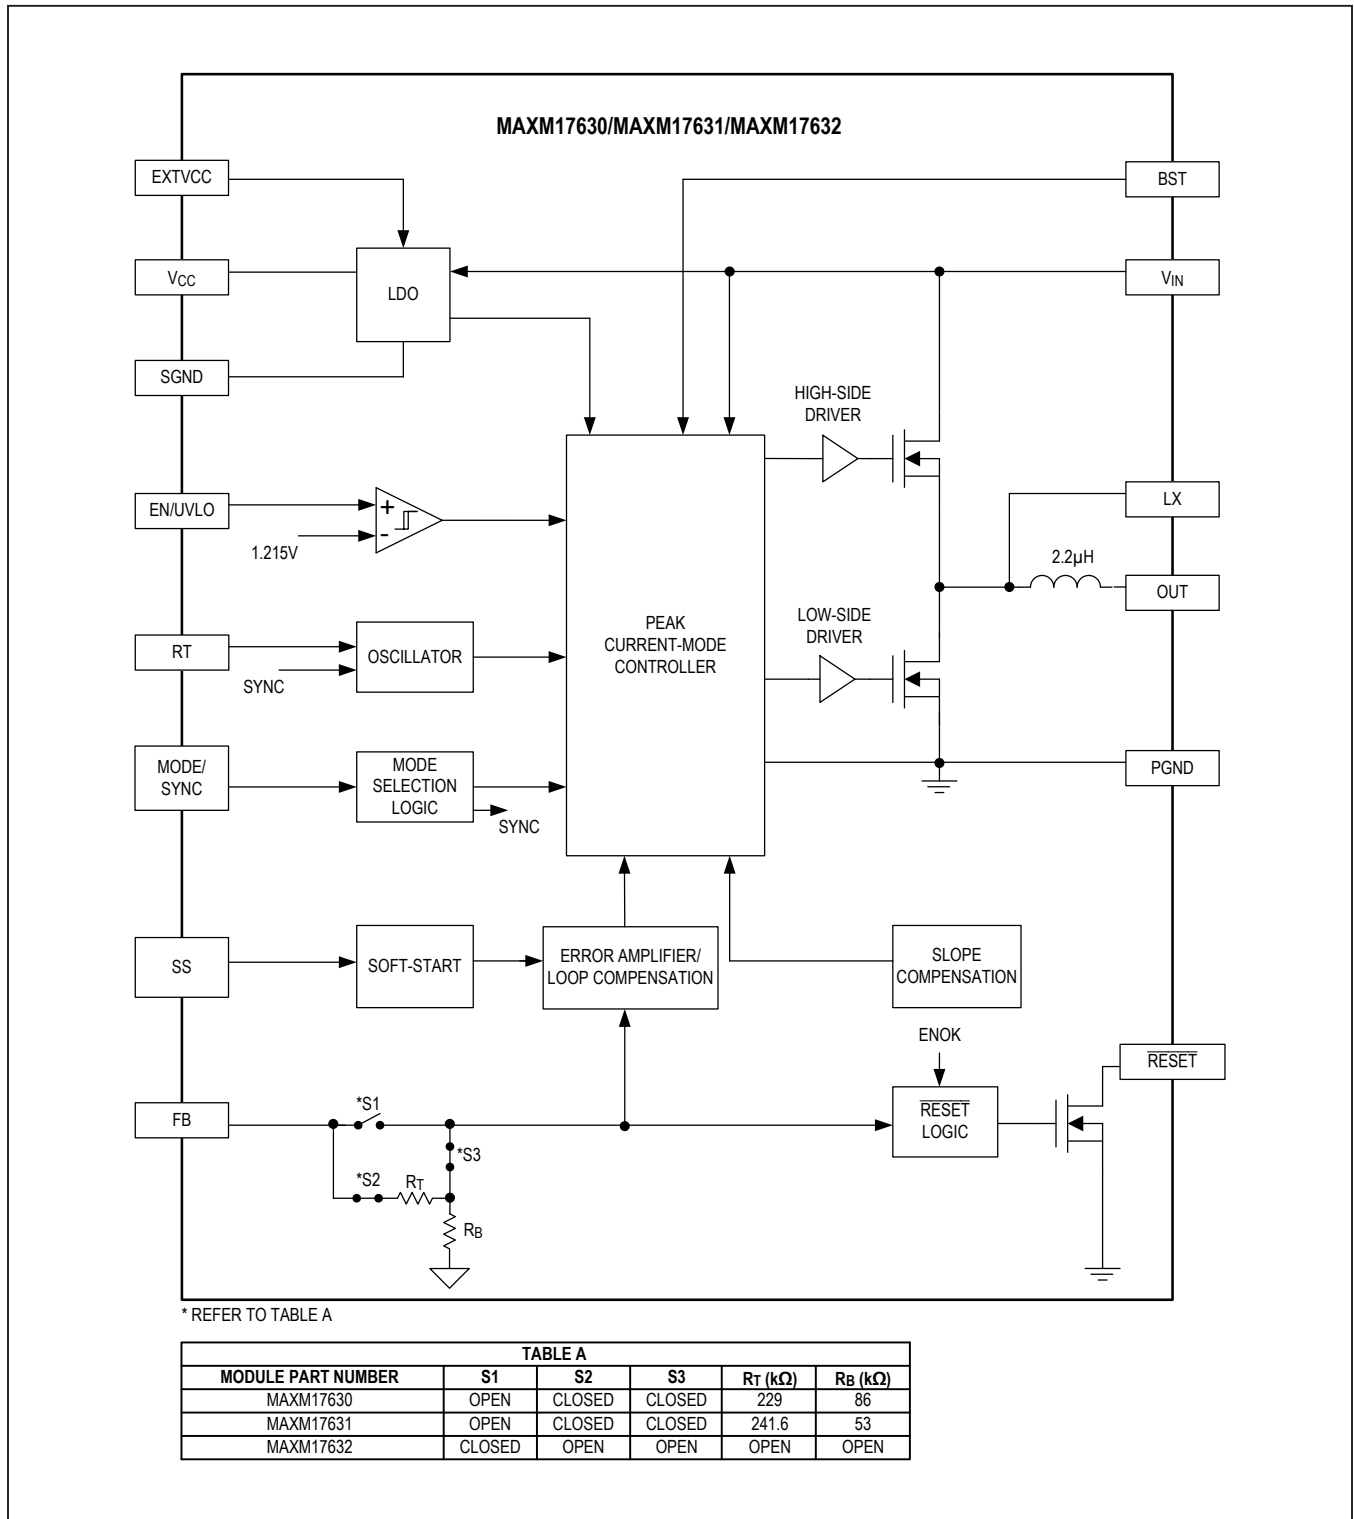 MAXM17630/MAXM17631/MAXM17632
EXTVCC
BST
VCC
LDO
VIN
SGND
HIGH-SIDE
DRIVER
EN/UVLO
+
-
1.215V
LX
2.2µH
OUT
PEAK
CURRENT-MODE
CONTROLLER
LOW-SIDE
DRIVER
RT
OSCILLATOR
SYNC
MODE/
SYNC
MODE
SELECTION
LOGIC
SYNC
PGND
SS
SOFT-START
ERROR AMPLIFIER/
LOOP COMPENSATION
SLOPE
COMPENSATION
ENOK
RESET
FB
*S1
RESET
LOGIC
*S3
*S2
RT
RB
* REFER TO TABLE A
TABLE A
MODULE PART NUMBER S1 S2 S3 RT (kΩ) RB (kΩ)
MAXM17630 OPEN CLOSED CLOSED 229 86
MAXM17631 OPEN CLOSED CLOSED 241.6 53
MAXM17632 CLOSED OPEN OPEN OPEN OPEN